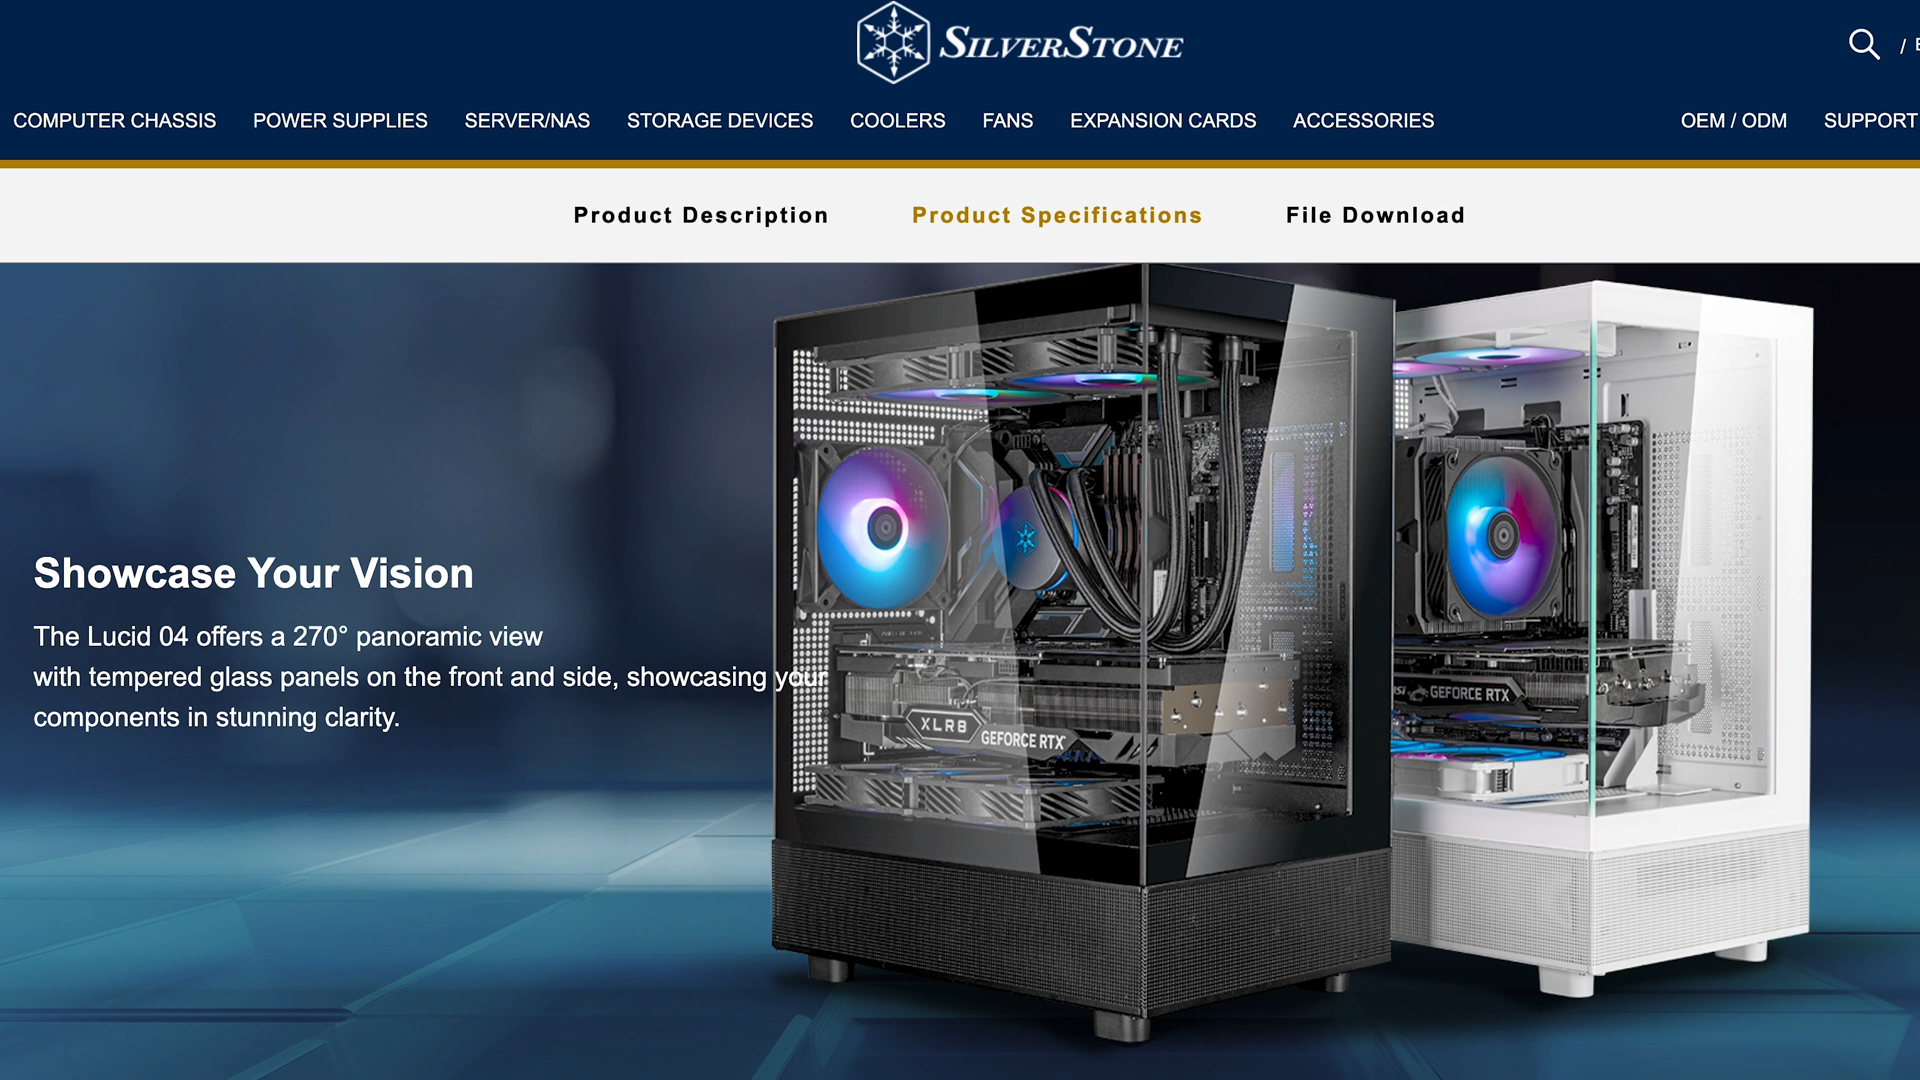 SILVERSTONE
/ E
COMPUTER CHASSIS POWER SUPPLIES SERVER/NAS STORAGE DEVICES COOLERS FANS EXPANSION CARDS ACCESSORIES OEM / ODM SUPPORT
Product Description Product Specifications File Download
Showcase Your Vision
The Lucid 04 offers a 270° panoramic view
with tempered glass panels on the front and side, showcasing your
components in stunning clarity.
XLR8
GEFORCE RTX
GEFORCE RTX